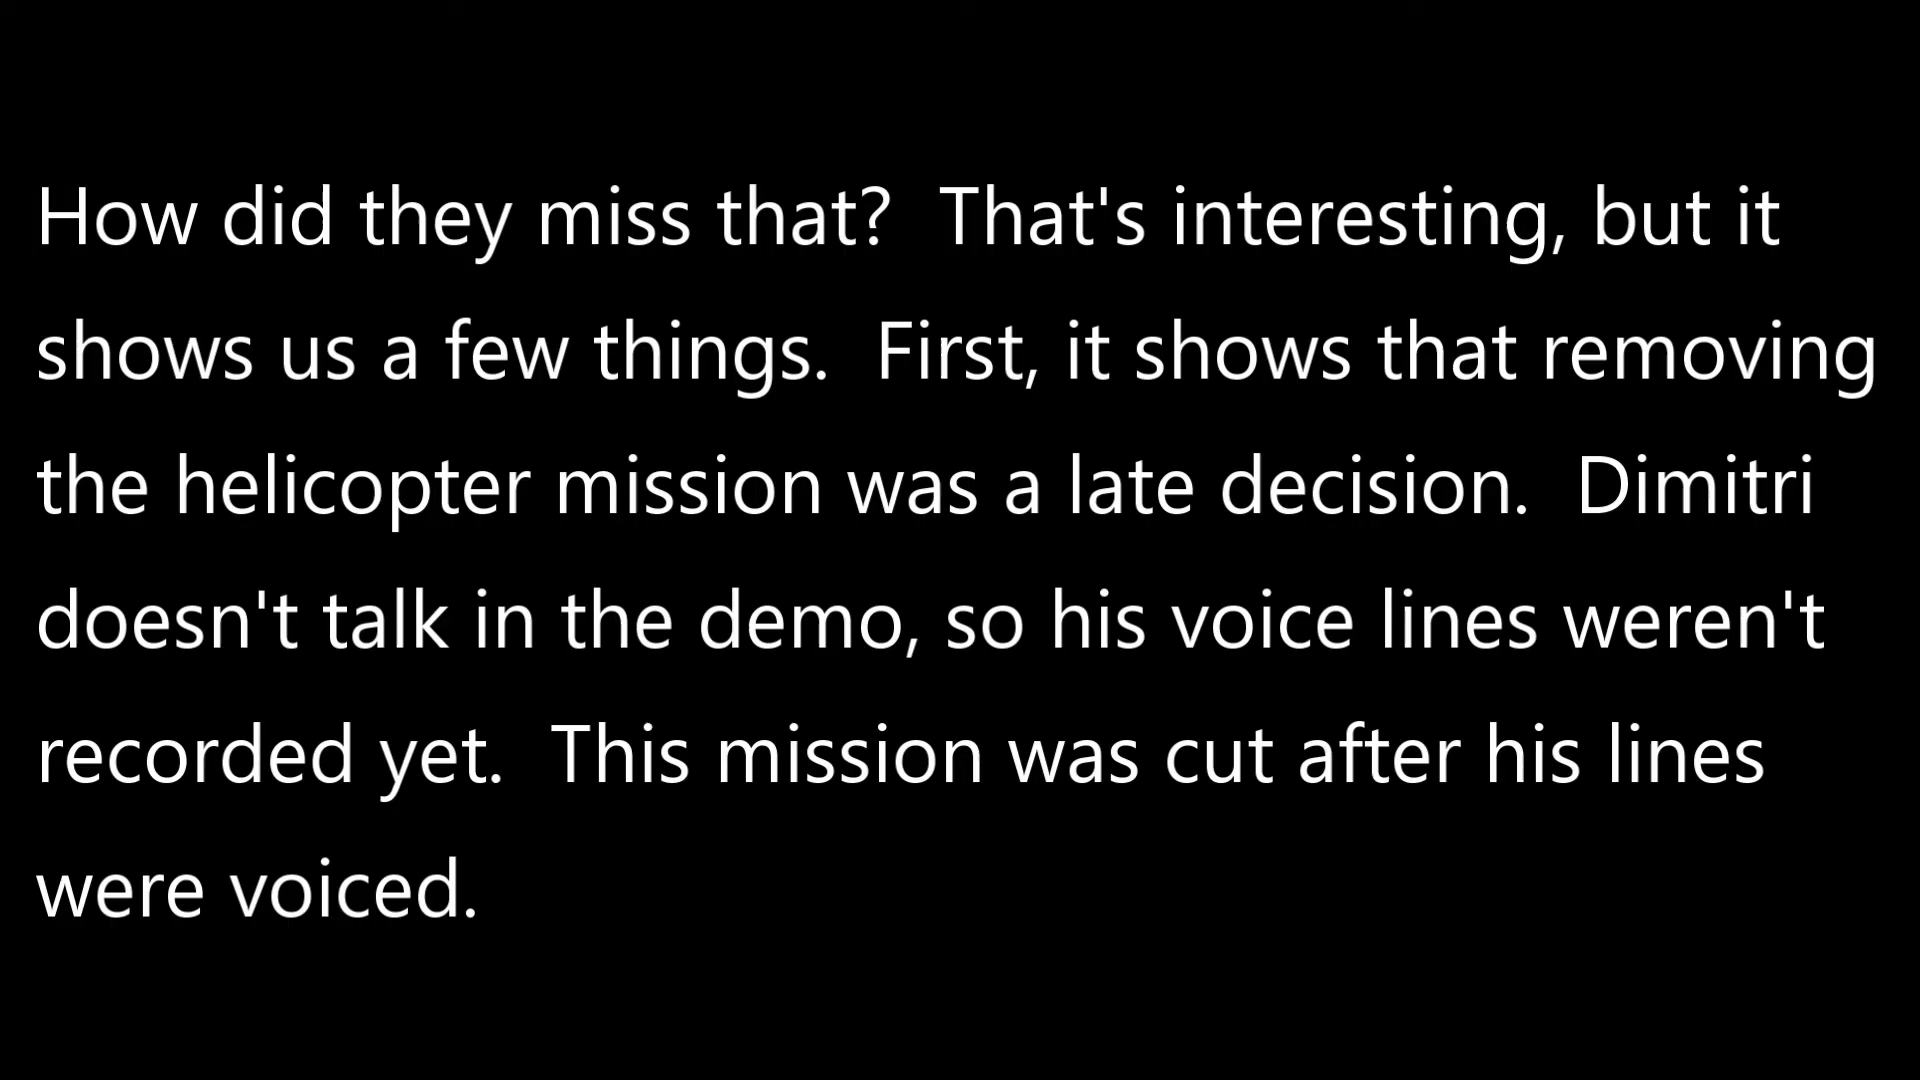 How did they miss that?  That's interesting, but it
shows us a few things.  First, it shows that removing
the helicopter mission was a late decision.  Dimitri
doesn't talk in the demo, so his voice lines weren't
recorded yet.  This mission was cut after his lines
were voiced.